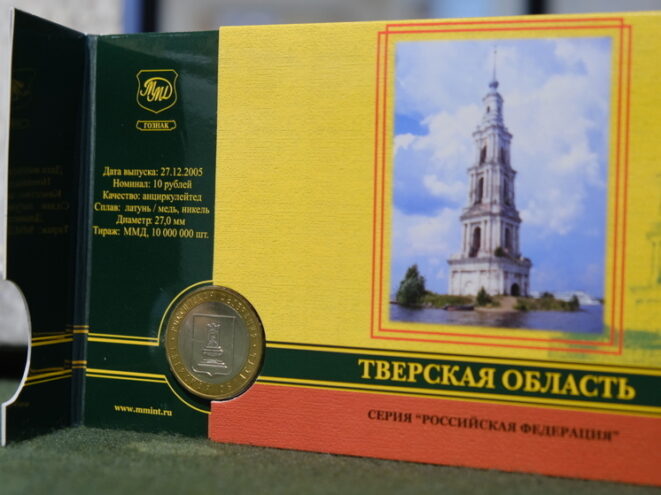 ММД
ГОЗНАК
Дата выпуска: 27.12.2005
Номинал: 10 рублей
Качество: анциркулейтед
Сплав: латунь / медь, никель
Диаметр: 27,0 мм
Тираж: ММД, 10 000 000 шт.
www.mmint.ru
ТВЕРСКАЯ ОБЛАСТЬ
СЕРИЯ "РОССИЙСКАЯ ФЕДЕРАЦИЯ"